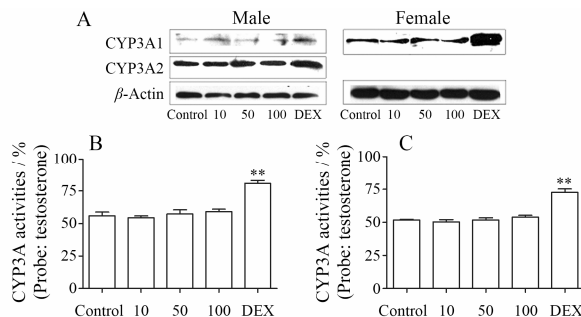 A
Male
Female
CYP3A1
CYP3A2
β-Actin
Control 10 50 100 DEX
Control 10 50 100 DEX
B
CYP3A activities / %
(Probe: testosterone)
100
75
50
25
0
**
Control 10 50 100 DEX
C
CYP3A activities / %
(Probe: testosterone)
100
75
50
25
0
**
Control 10 50 100 DEX